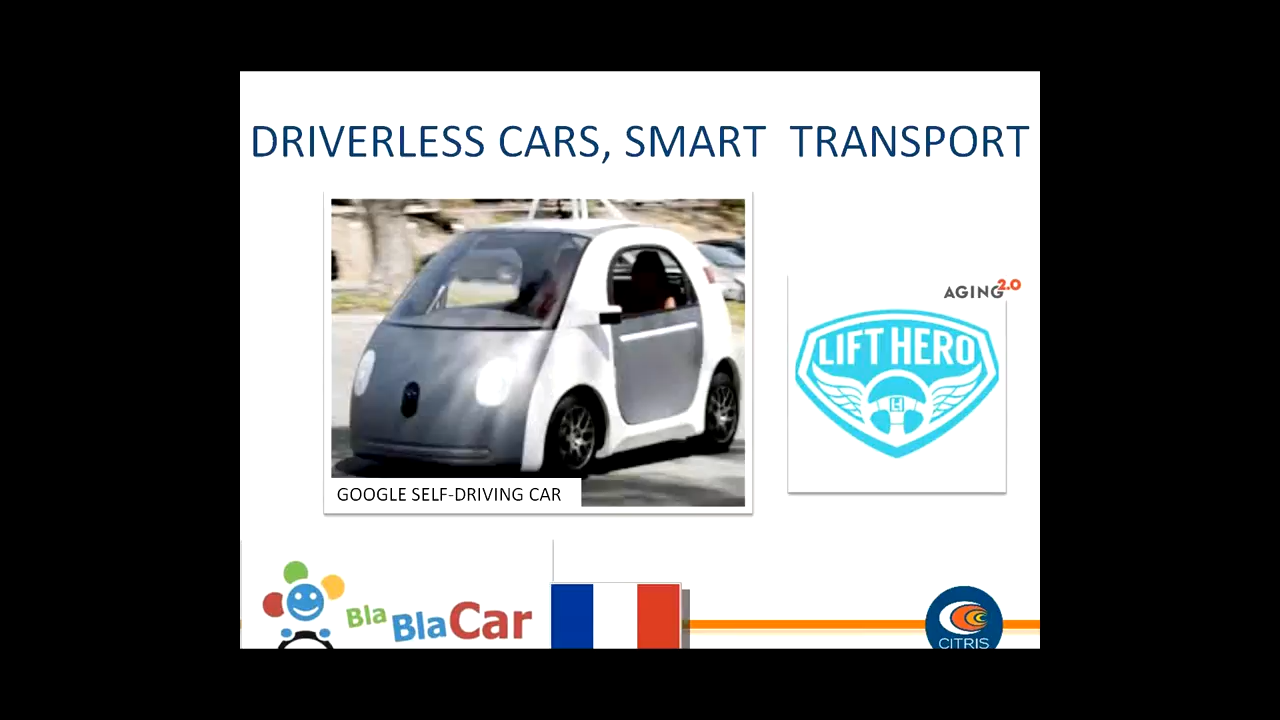 DRIVERLESS CARS, SMART TRANSPORT
AGING2.0
LIFT HERO
GOOGLE SELF-DRIVING CAR
Bla BlaCar
CITRIS